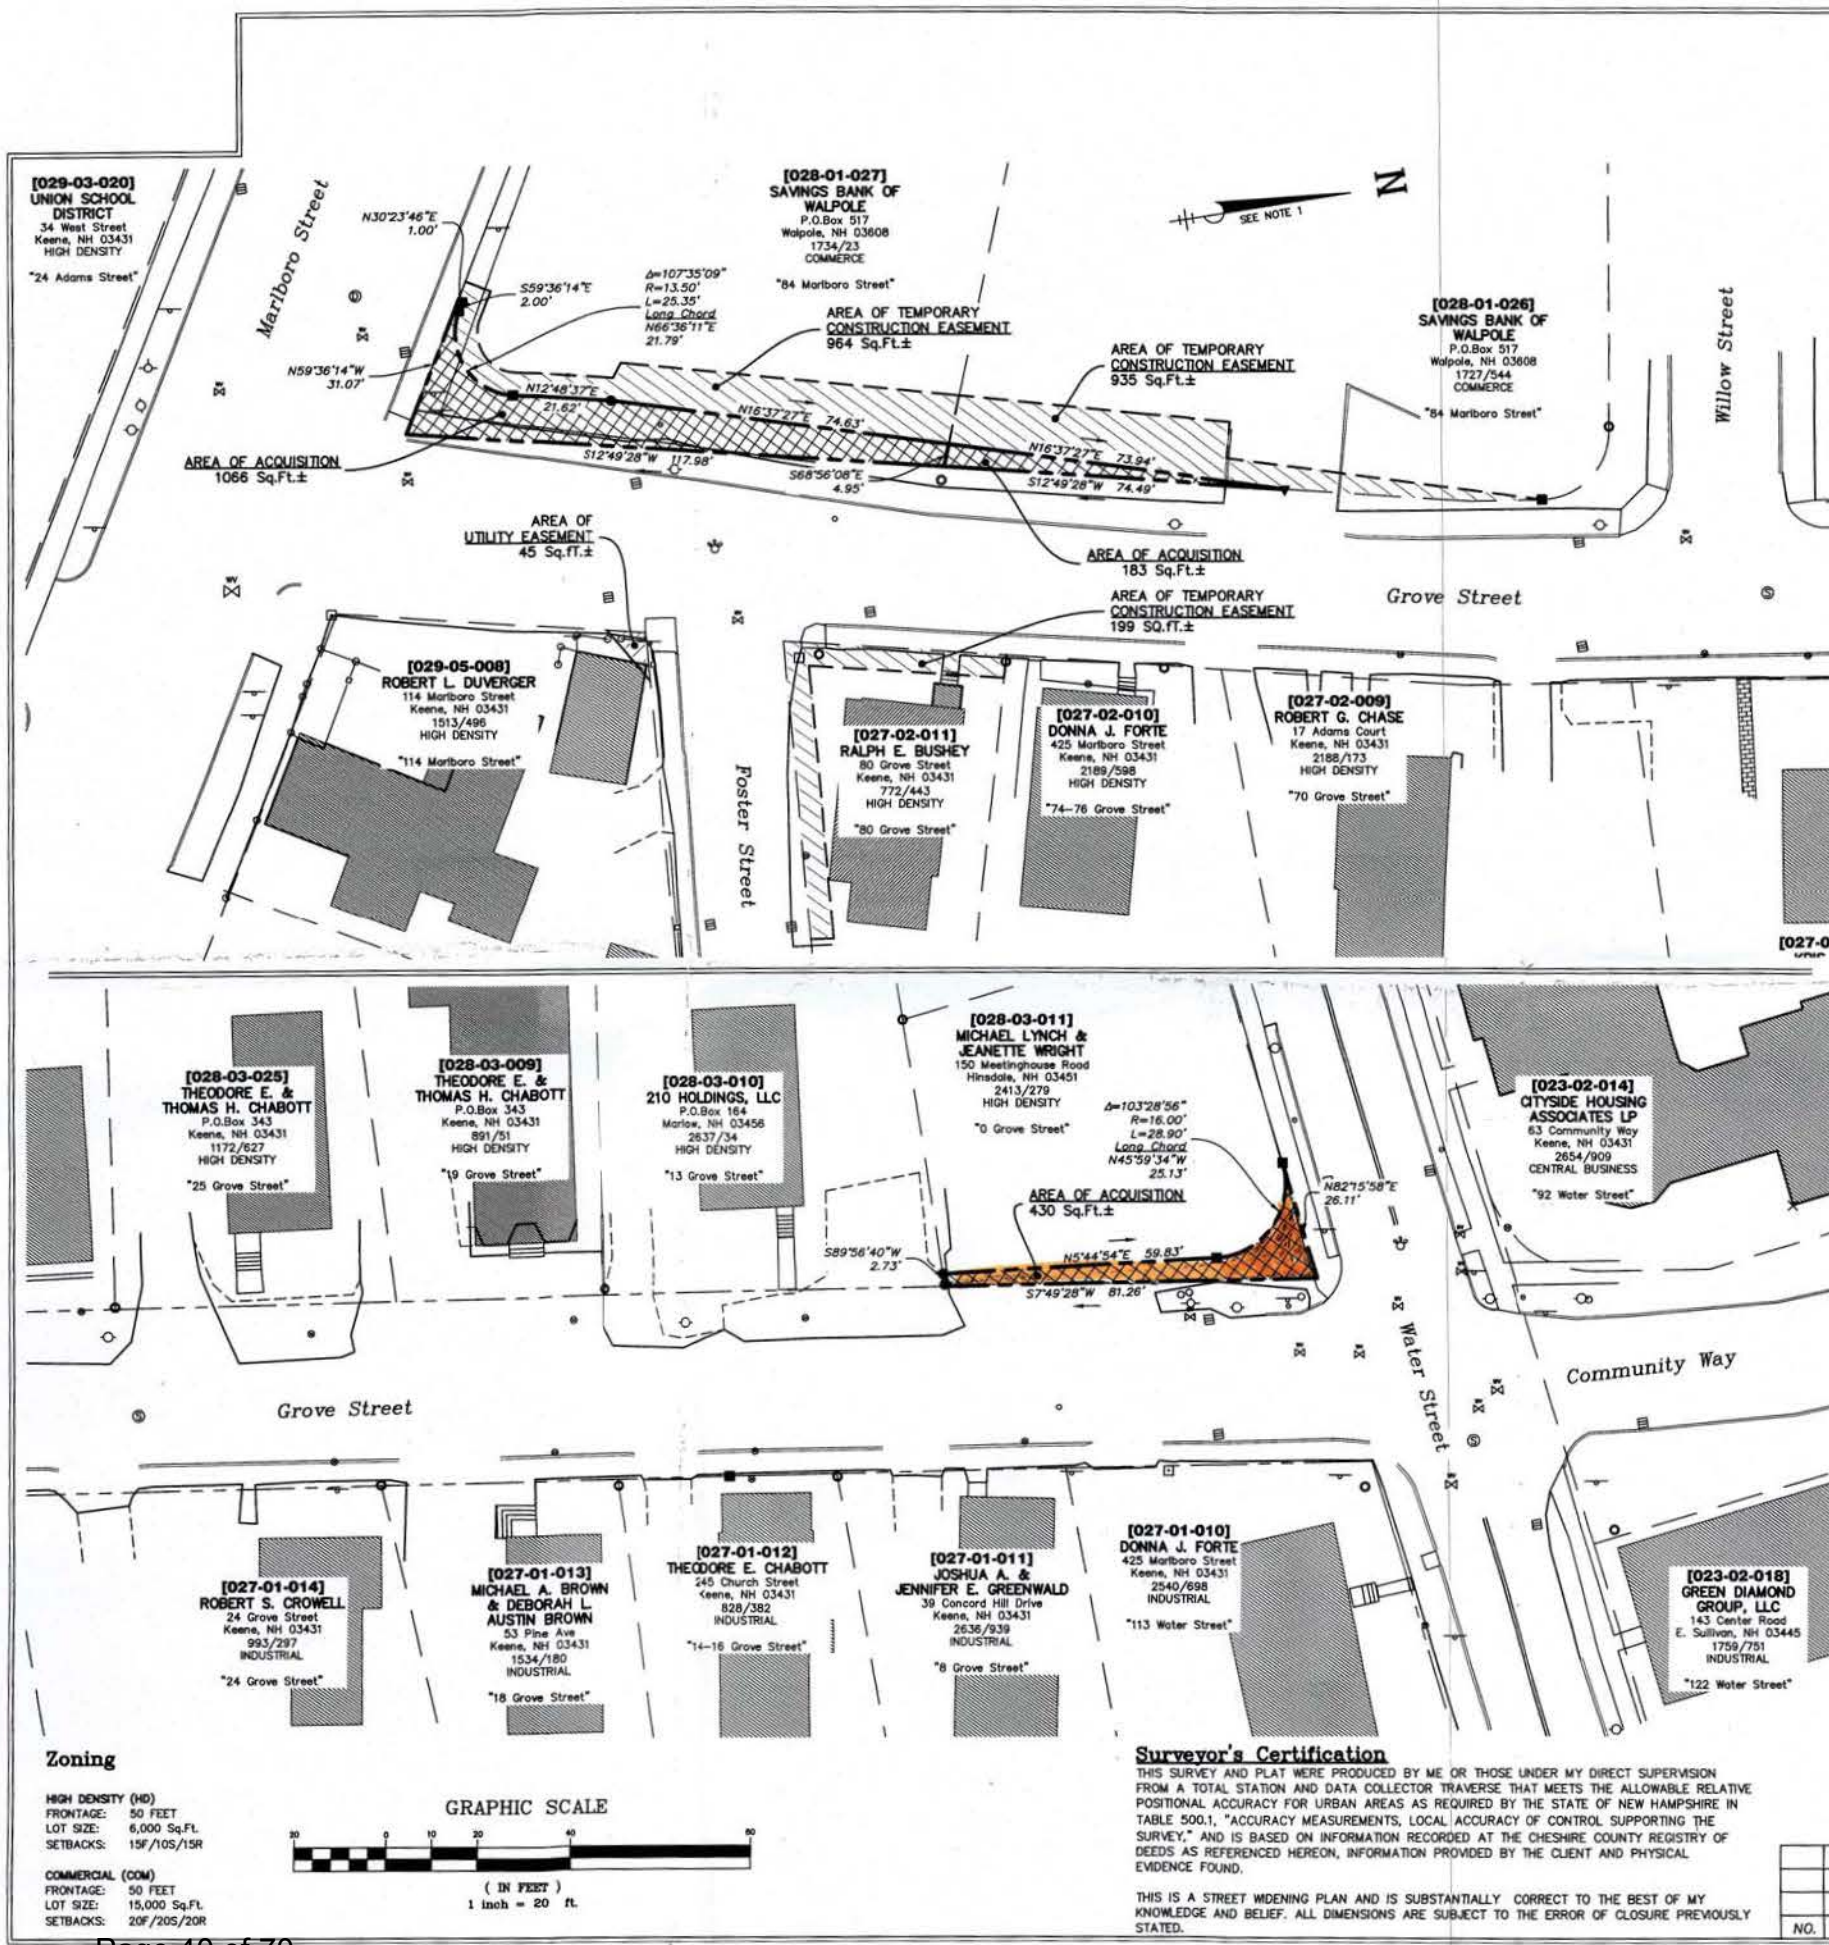 [029-03-020]
UNION SCHOOL
DISTRICT
34 West Street
Keene, NH 03431
HIGH DENSITY
"24 Adams Street"
Marlboro Street
N30°23'46"E
1.00'
S59°36'14"E
2.00'
Δ=107°35'09"
R=13.50'
L=25.35'
Long Chord
N66°36'11"E
21.79'
[028-01-027]
SAVINGS BANK OF
WALPOLE
P.O.Box 517
Walpole, NH 03608
1734/23
COMMERCE
"84 Marlboro Street"
AREA OF TEMPORARY
CONSTRUCTION EASEMENT
964 Sq.Ft.±
N
SEE NOTE 1
AREA OF TEMPORARY
CONSTRUCTION EASEMENT
935 Sq.Ft.±
[028-01-026]
SAVINGS BANK OF
WALPOLE
P.O.Box 517
Walpole, NH 03608
1727/544
COMMERCE
"84 Marlboro Street"
Willow Street
N59°36'14"W
31.07'
N12°48'37"E
21.62'
N16°37'27"E 74.63'
N16°37'27"E 73.94'
AREA OF ACQUISITION
1066 Sq.Ft.±
S12°49'28"W 117.98'
S68°56'08"E
4.95'
S12°49'28"W 74.49'
AREA OF
UTILITY EASEMENT
45 Sq.fT.±
AREA OF ACQUISITION
183 Sq.Ft.±
AREA OF TEMPORARY
CONSTRUCTION EASEMENT
199 SQ.fT.±
Grove Street
[029-05-008]
ROBERT L. DUVERGER
114 Marlboro Street
Keene, NH 03431
1513/496
HIGH DENSITY
"114 Marlboro Street"
Foster Street
[027-02-011]
RALPH E. BUSHEY
80 Grove Street
Keene, NH 03431
772/443
HIGH DENSITY
"80 Grove Street"
[027-02-010]
DONNA J. FORTE
425 Marlboro Street
Keene, NH 03431
2189/598
HIGH DENSITY
"74-76 Grove Street"
[027-02-009]
ROBERT G. CHASE
17 Adams Court
Keene, NH 03431
2188/173
HIGH DENSITY
"70 Grove Street"
[027-0
[028-03-025]
THEODORE E. &
THOMAS H. CHABOTT
P.O.Box 343
Keene, NH 03431
1172/627
HIGH DENSITY
"25 Grove Street"
[028-03-009]
THEODORE E. &
THOMAS H. CHABOTT
P.O.Box 343
Keene, NH 03431
891/51
HIGH DENSITY
"19 Grove Street"
[028-03-010]
210 HOLDINGS, LLC
P.O.Box 164
Marlow, NH 03456
2637/34
HIGH DENSITY
"13 Grove Street"
[028-03-011]
MICHAEL LYNCH &
JEANETTE WRIGHT
150 Meetinghouse Road
Hinsdale, NH 03451
2413/279
HIGH DENSITY
"0 Grove Street"
Δ=103°28'56"
R=16.00'
L=28.90'
Long Chord
N45°59'34"W
25.13'
AREA OF ACQUISITION
430 Sq.Ft.±
N82°15'58"E
26.11'
S89°56'40"W
2.73'
N5°44'54"E 59.83'
S7°49'28"W 81.26'
[023-02-014]
CITYSIDE HOUSING
ASSOCIATES LP
63 Community Way
Keene, NH 03431
2654/909
CENTRAL BUSINESS
"92 Water Street"
Grove Street
Water Street
Community Way
[027-01-014]
ROBERT S. CROWELL
24 Grove Street
Keene, NH 03431
993/297
INDUSTRIAL
"24 Grove Street"
[027-01-013]
MICHAEL A. BROWN
& DEBORAH L.
AUSTIN BROWN
53 Pine Ave
Keene, NH 03431
1534/180
INDUSTRIAL
"18 Grove Street"
[027-01-012]
THEODORE E. CHABOTT
245 Church Street
Keene, NH 03431
828/382
INDUSTRIAL
"14-16 Grove Street"
[027-01-011]
JOSHUA A. &
JENNIFER E. GREENWALD
39 Concord Hill Drive
Keene, NH 03431
2636/939
INDUSTRIAL
"8 Grove Street"
[027-01-010]
DONNA J. FORTE
425 Marlboro Street
Keene, NH 03431
2540/698
INDUSTRIAL
"113 Water Street"
[023-02-018]
GREEN DIAMOND
GROUP, LLC
143 Center Road
E. Sullivan, NH 03445
1759/751
INDUSTRIAL
"122 Water Street"
Zoning
HIGH DENSITY (HD)
FRONTAGE: 50 FEET
LOT SIZE: 6,000 Sq.Ft.
SETBACKS: 15F/10S/15R
COMMERCIAL (COM)
FRONTAGE: 50 FEET
LOT SIZE: 15,000 Sq.Ft.
SETBACKS: 20F/20S/20R
GRAPHIC SCALE
20 0 10 20 40 80
( IN FEET )
1 inch = 20 ft.
Surveyor's Certification
THIS SURVEY AND PLAT WERE PRODUCED BY ME OR THOSE UNDER MY DIRECT SUPERVISION
FROM A TOTAL STATION AND DATA COLLECTOR TRAVERSE THAT MEETS THE ALLOWABLE RELATIVE
POSITIONAL ACCURACY FOR URBAN AREAS AS REQUIRED BY THE STATE OF NEW HAMPSHIRE IN
TABLE 500.1, "ACCURACY MEASUREMENTS, LOCAL ACCURACY OF CONTROL SUPPORTING THE
SURVEY," AND IS BASED ON INFORMATION RECORDED AT THE CHESHIRE COUNTY REGISTRY OF
DEEDS AS REFERENCED HEREON, INFORMATION PROVIDED BY THE CLIENT AND PHYSICAL
EVIDENCE FOUND.
THIS IS A STREET WIDENING PLAN AND IS SUBSTANTIALLY CORRECT TO THE BEST OF MY
KNOWLEDGE AND BELIEF. ALL DIMENSIONS ARE SUBJECT TO THE ERROR OF CLOSURE PREVIOUSLY
STATED.
NO.